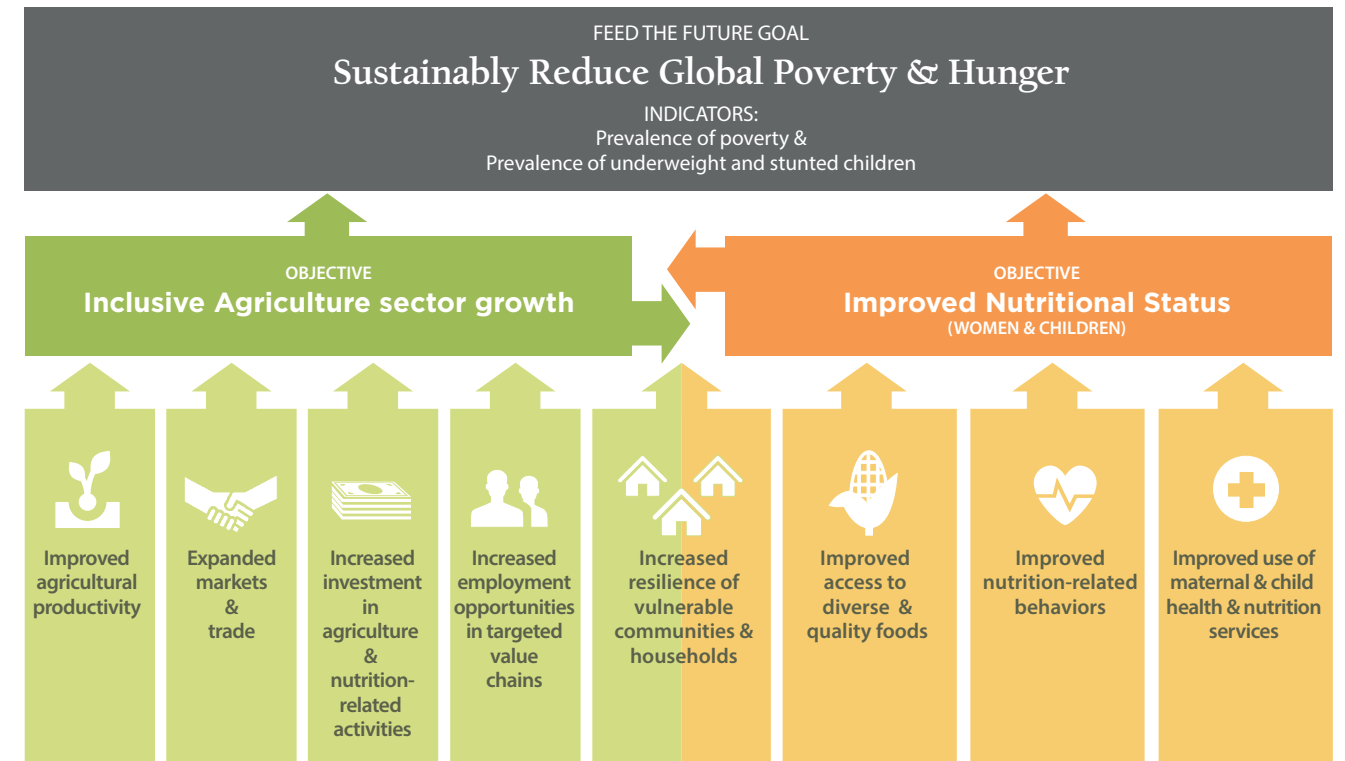 FEED THE FUTURE GOAL
Sustainably Reduce Global Poverty & Hunger
INDICATORS:
Prevalence of poverty &
Prevalence of underweight and stunted children
OBJECTIVE
Inclusive Agriculture sector growth
OBJECTIVE
Improved Nutritional Status
(WOMEN & CHILDREN)
Improved
agricultural
productivity
Expanded
markets
&
trade
Increased
investment
in
agriculture
&
nutrition-
related
activities
Increased
employment
opportunities
in targeted
value
chains
Increased
resilience of
vulnerable
communities &
households
Improved
access to
diverse &
quality foods
Improved
nutrition-related
behaviors
Improved use of
maternal & child
health & nutrition
services